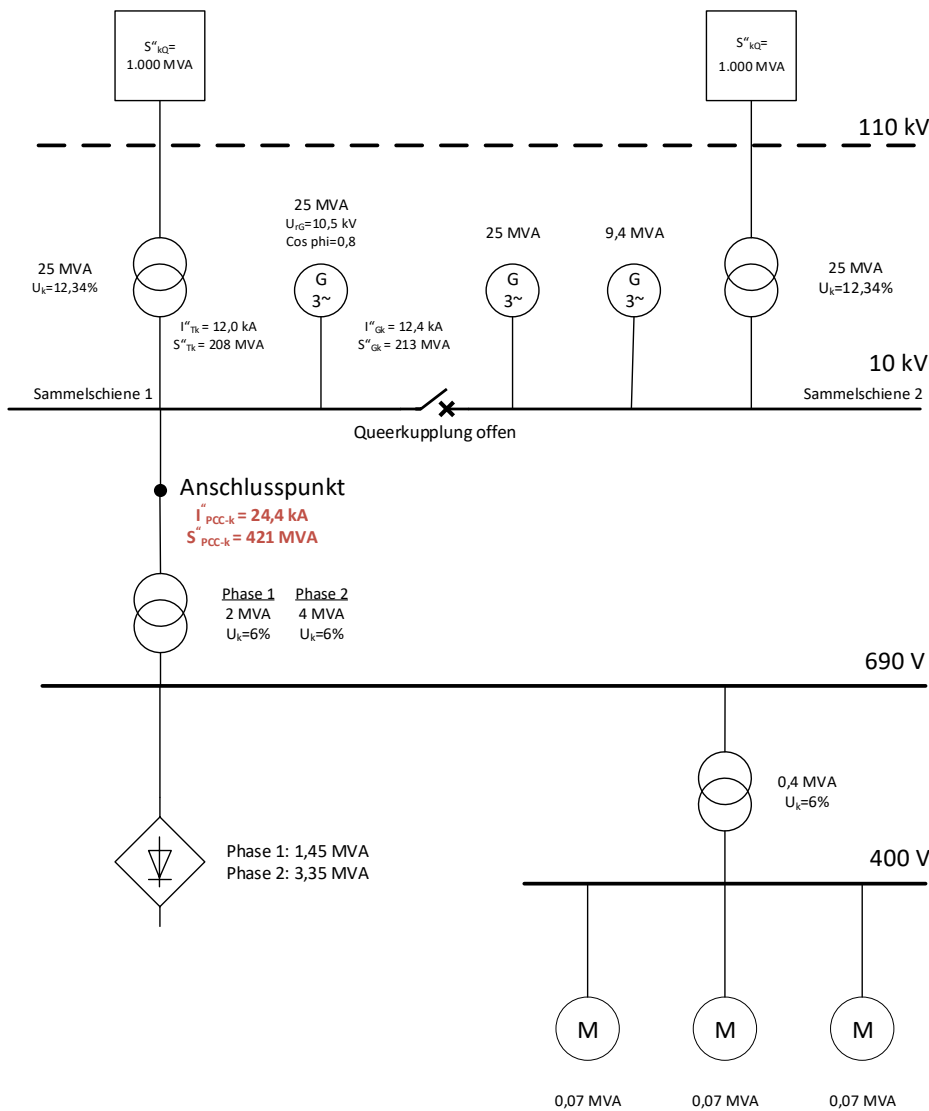 S“kQ=
1.000 MVA
S“kQ=
1.000 MVA
110 kV
25 MVA
Uk=12,34%
25 MVA
UrG=10,5 kV
Cos phi=0,8
G
3~
25 MVA
G
3~
9,4 MVA
G
3~
25 MVA
Uk=12,34%
I“Tk = 12,0 kA
S“Tk = 208 MVA
I“Gk = 12,4 kA
S“Gk = 213 MVA
10 kV
Sammelschiene 1
Sammelschiene 2
Queerkupplung offen
Anschlusspunkt
I“PCC-k = 24,4 kA
S“PCC-k = 421 MVA
Phase 1 Phase 2
2 MVA 4 MVA
Uk=6% Uk=6%
690 V
0,4 MVA
Uk=6%
Phase 1: 1,45 MVA
Phase 2: 3,35 MVA
400 V
M M M
0,07 MVA 0,07 MVA 0,07 MVA